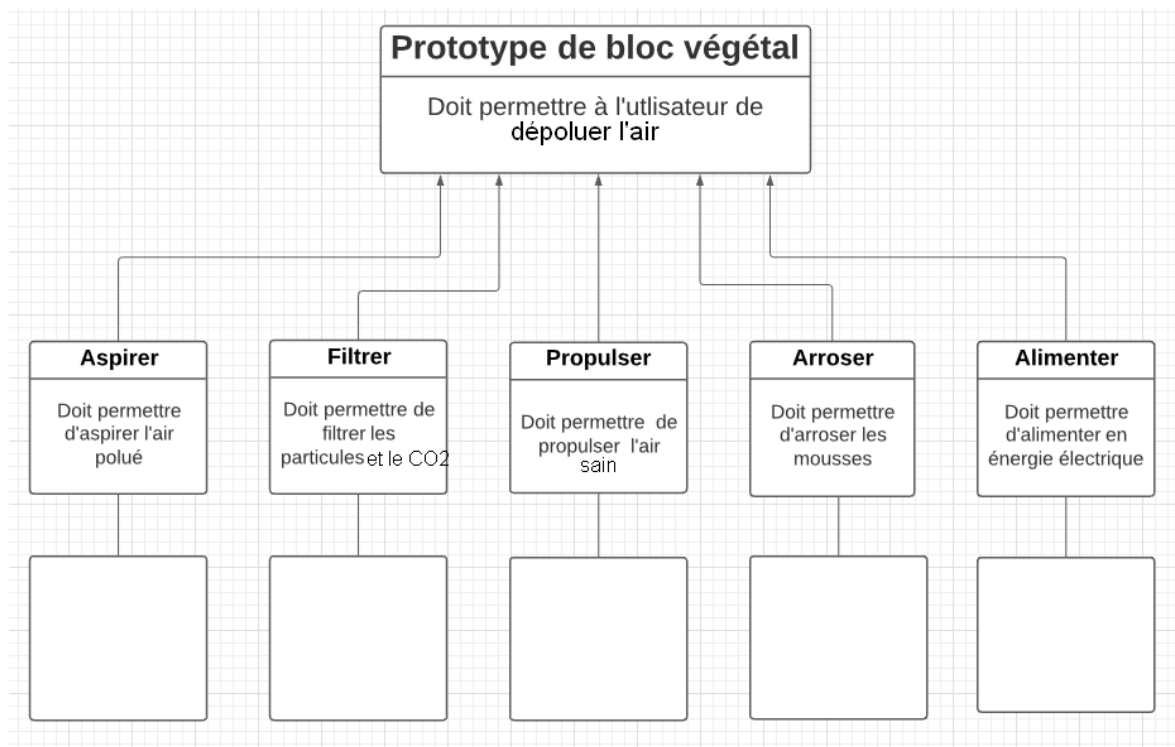 Prototype de bloc végétal
Doit permettre à l'utlisateur de
dépoluer l'air
Aspirer
Doit permettre
d'aspirer l'air
polué
Filtrer
Doit permettre de
filtrer les
particules et le CO2
Propulser
Doit permettre de
propulser l'air
sain
Arroser
Doit permettre
d'arroser les
mousses
Alimenter
Doit permettre
d'alimenter en
énergie électrique